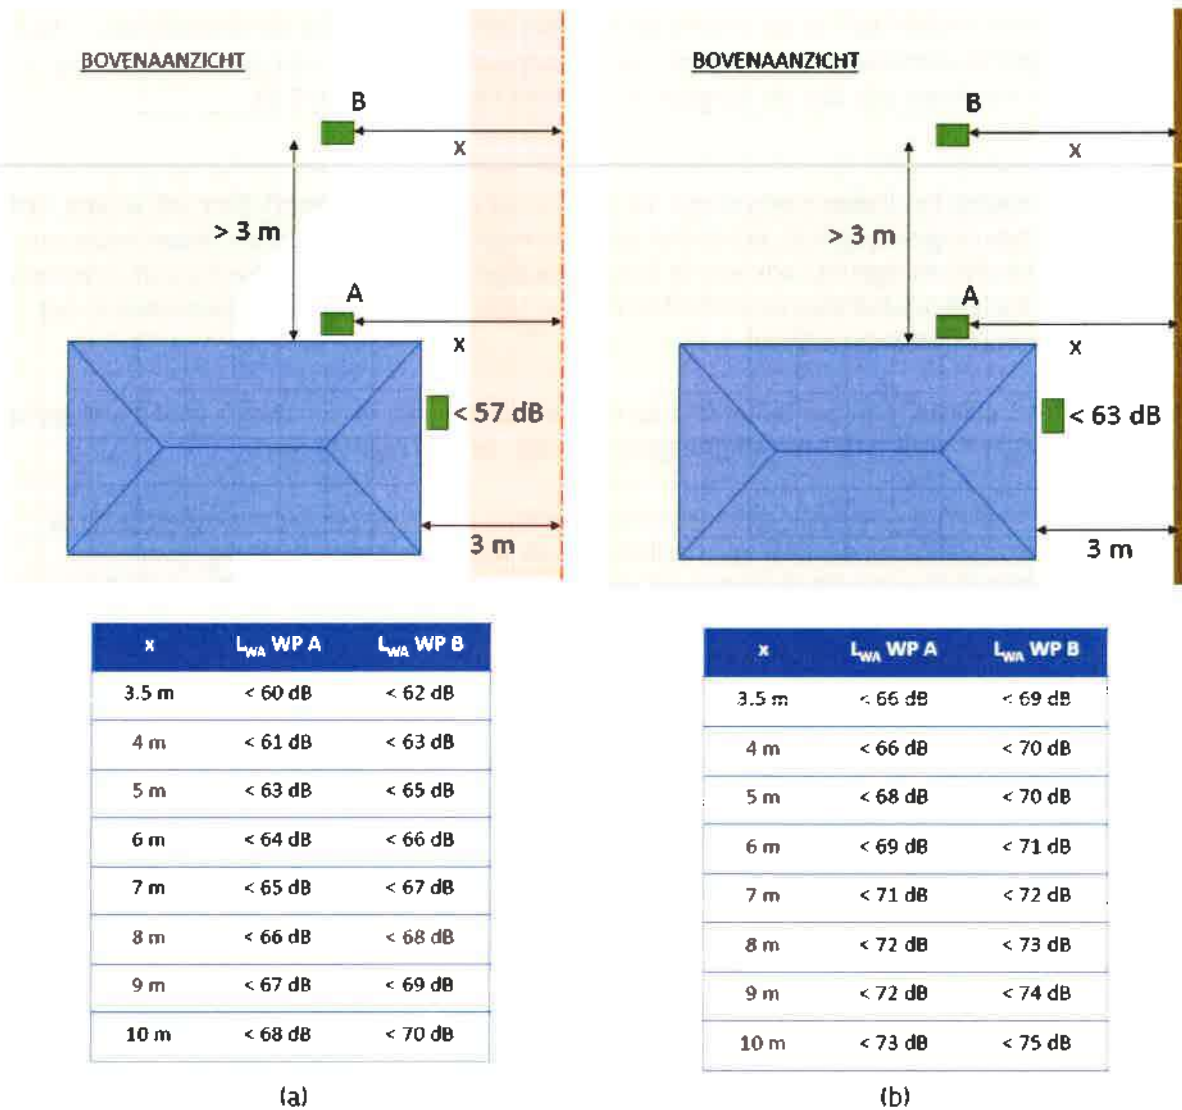 BOVENAANZICHT
B
x
> 3 m
A
x
< 57 dB
3 m
x LWA WP A LWA WP B
3.5 m < 60 dB < 62 dB
4 m < 61 dB < 63 dB
5 m < 63 dB < 65 dB
6 m < 64 dB < 66 dB
7 m < 65 dB < 67 dB
8 m < 66 dB < 68 dB
9 m < 67 dB < 69 dB
10 m < 68 dB < 70 dB
(a)
BOVENAANZICHT
B
x
> 3 m
A
x
< 63 dB
3 m
x LWA WP A LWA WP B
3.5 m < 66 dB < 69 dB
4 m < 66 dB < 70 dB
5 m < 68 dB < 70 dB
6 m < 69 dB < 71 dB
7 m < 71 dB < 72 dB
8 m < 72 dB < 73 dB
9 m < 72 dB < 74 dB
10 m < 73 dB < 75 dB
(b)